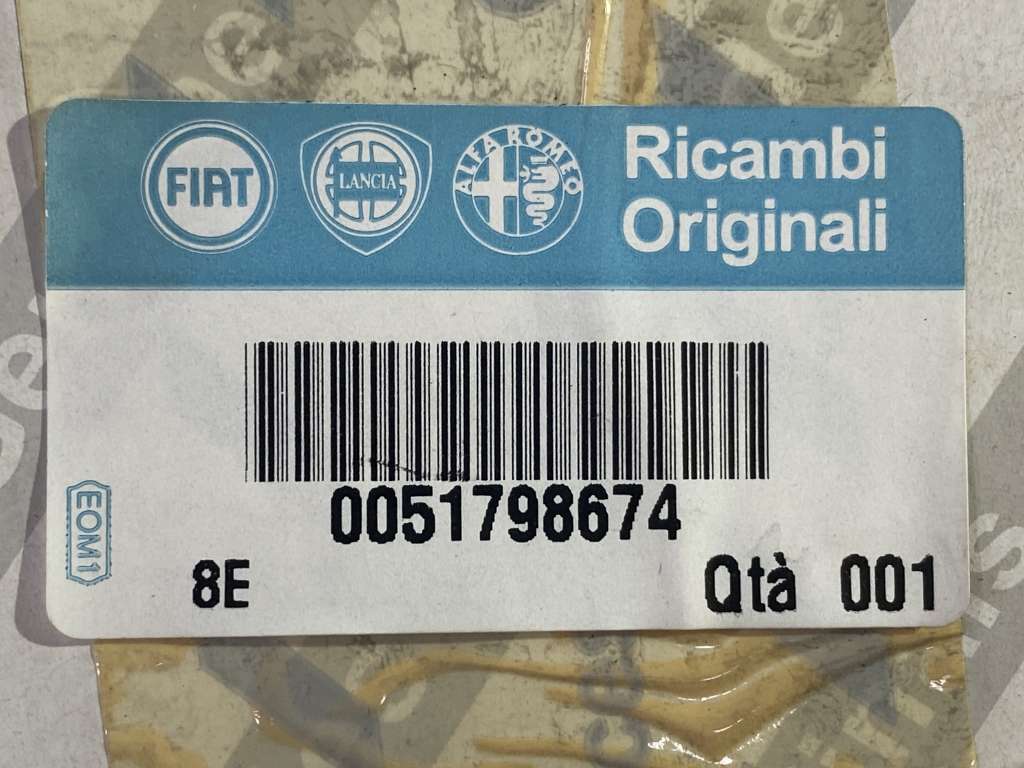 FIAT
LANCIA
ALFA ROMEO
Ricambi
Originali
0051798674
EOM1
8E
Qtà 001